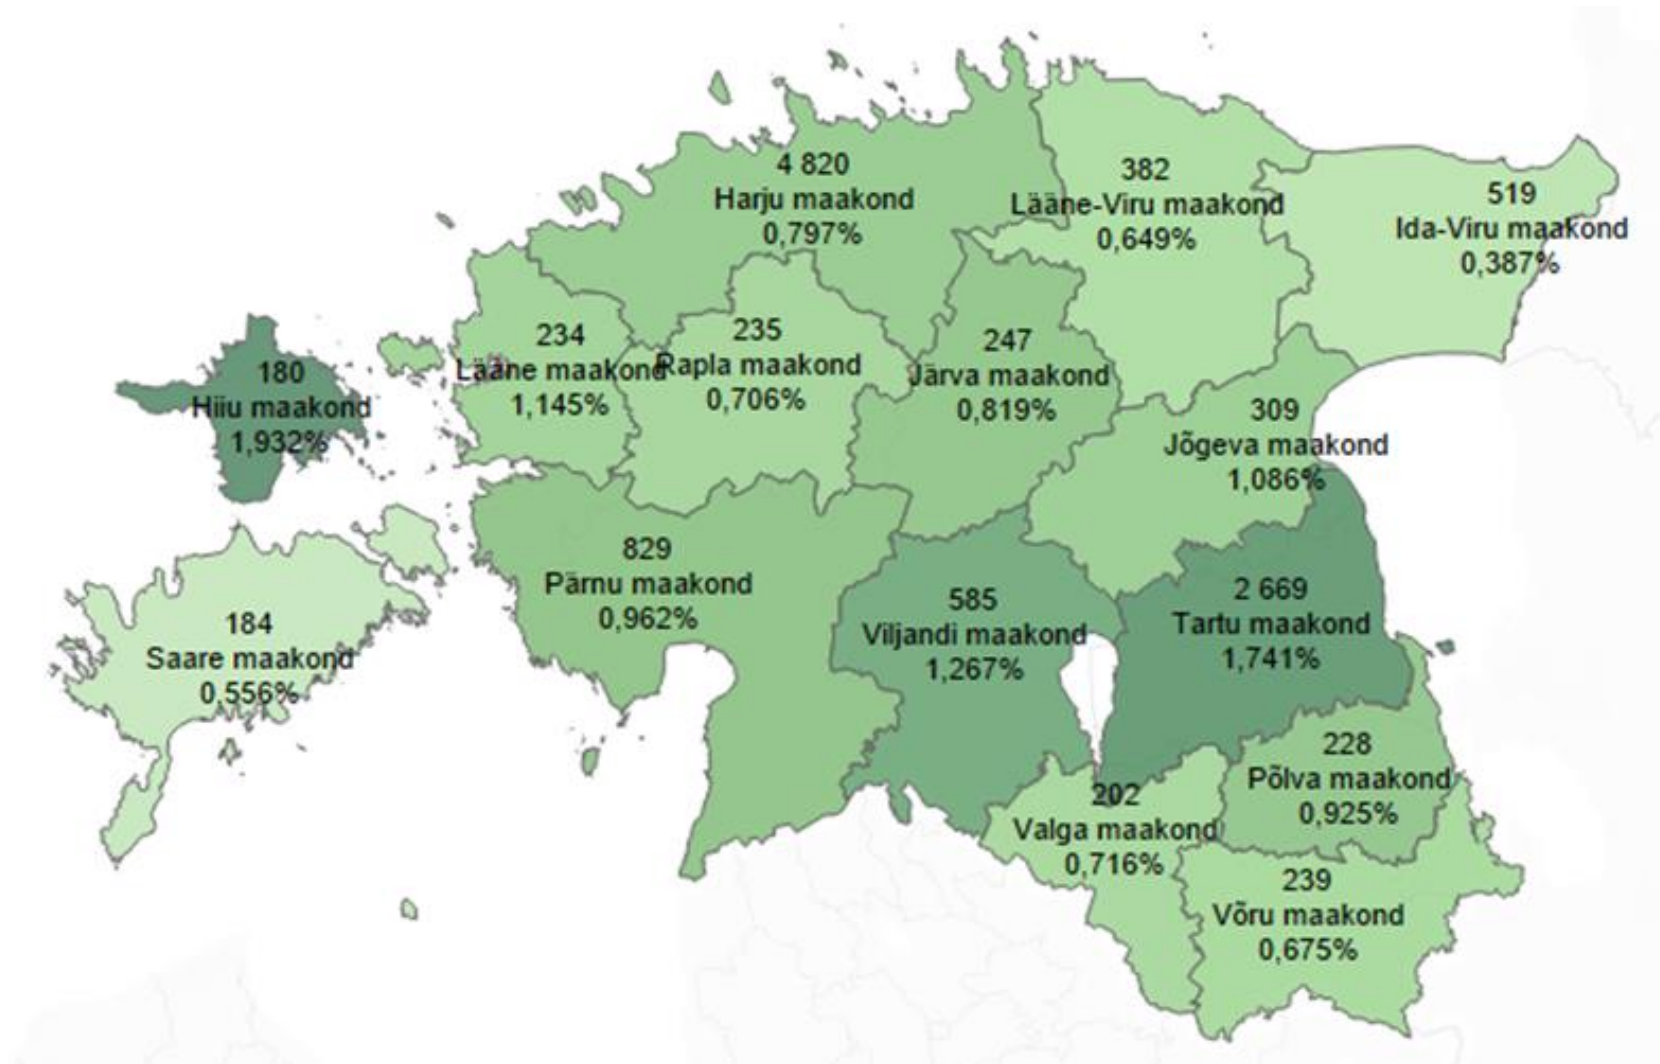 4 820
Harju maakond
0,797%
382
Lääne-Viru maakond
0,649%
519
Ida-Viru maakond
0,387%
234
Lääne maakond
1,145%
235
Rapla maakond
0,706%
247
Järva maakond
0,819%
180
Hiiu maakond
1,932%
309
Jõgeva maakond
1,086%
829
Pärnu maakond
0,962%
585
Viljandi maakond
1,267%
2 669
Tartu maakond
1,741%
184
Saare maakond
0,556%
228
Põlva maakond
0,925%
202
Valga maakond
0,716%
239
Võru maakond
0,675%